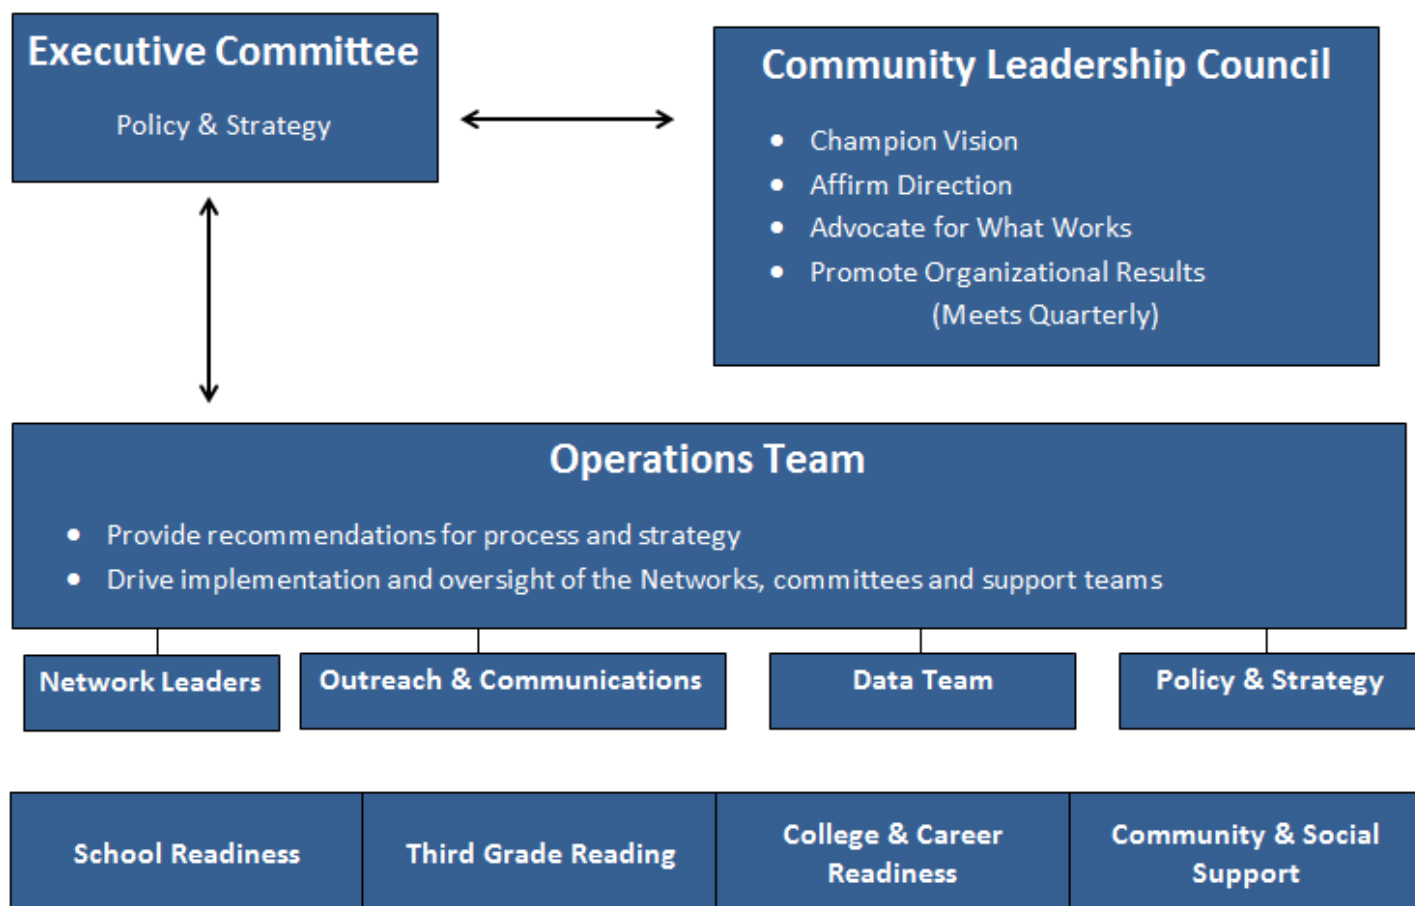 Executive Committee
Policy & Strategy
Community Leadership Council
• Champion Vision
• Affirm Direction
• Advocate for What Works
• Promote Organizational Results
(Meets Quarterly)
Operations Team
• Provide recommendations for process and strategy
• Drive implementation and oversight of the Networks, committees and support teams
Network Leaders
Outreach & Communications
Data Team
Policy & Strategy
School Readiness
Third Grade Reading
College & Career
Readiness
Community & Social
Support